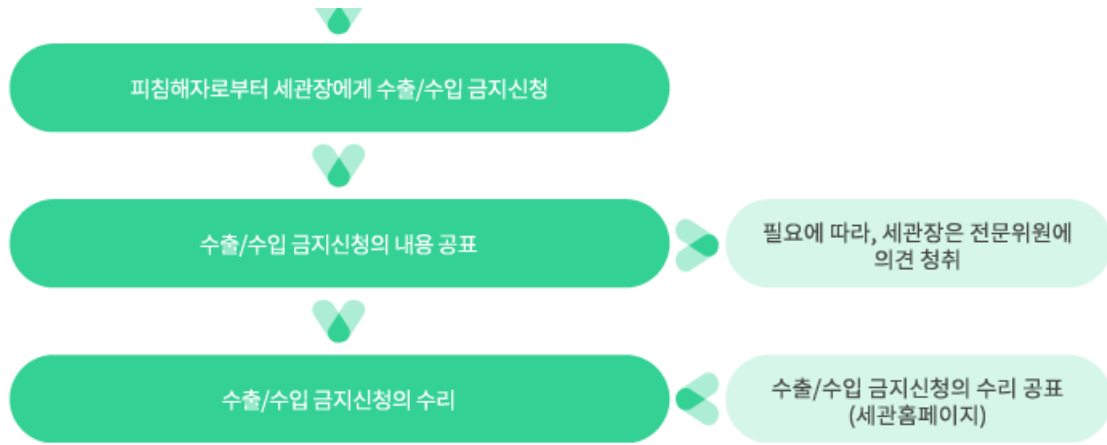 피침해자로부터 세관장에게 수출/수입 금지신청
수출/수입 금지신청의 내용 공표
필요에 따라, 세관장은 전문위원에
의견 청취
수출/수입 금지신청의 수리
수출/수입 금지신청의 수리 공표
(세관홈페이지)